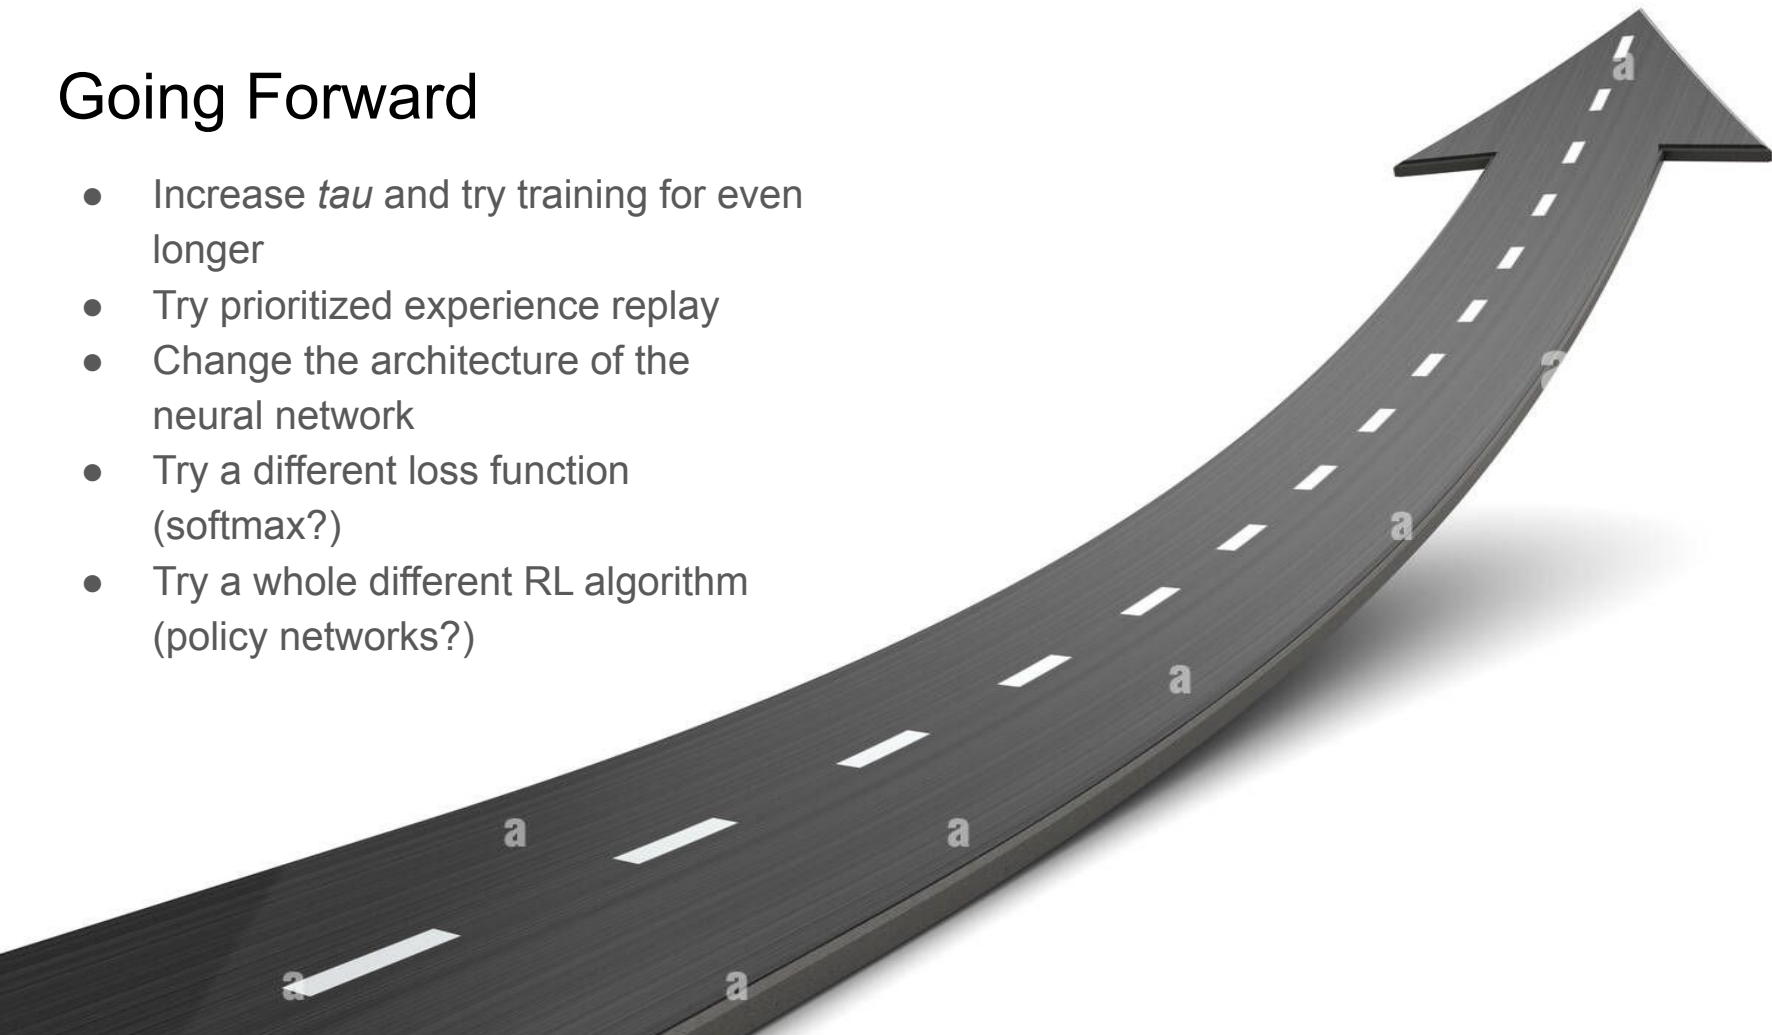 Going Forward
● Increase tau and try training for even
longer
● Try prioritized experience replay
● Change the architecture of the
neural network
● Try a different loss function
(softmax?)
● Try a whole different RL algorithm
(policy networks?)
a
a
a
a
a
a
a
a